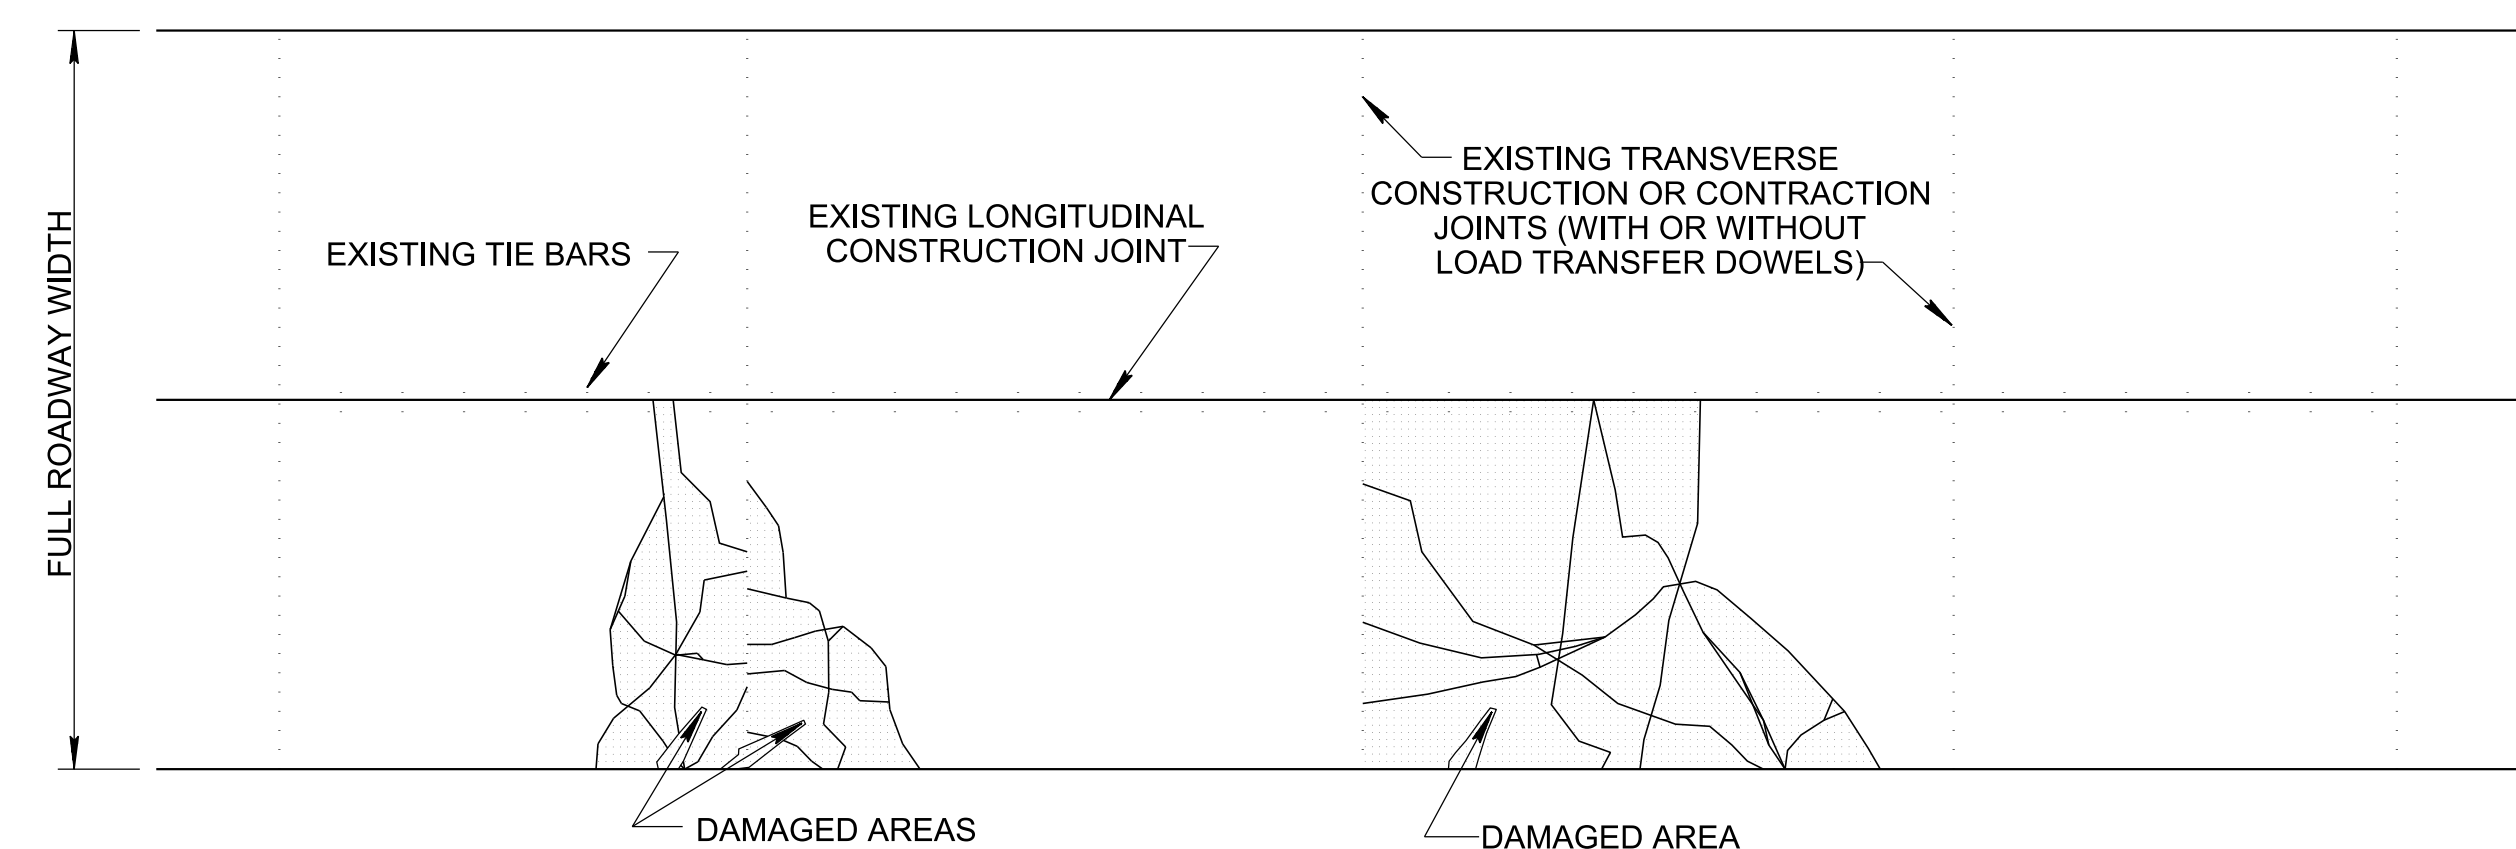 FULL ROADWAY WIDTH
EXISTING TIE BARS
EXISTING LONGITUDINAL
CONSTRUCTION JOINT
EXISTING TRANSVERSE
CONSTRUCTION OR CONTRACTION
JOINTS (WITH OR WITHOUT
LOAD TRANSFER DOWELS)
DAMAGED AREAS
DAMAGED AREA